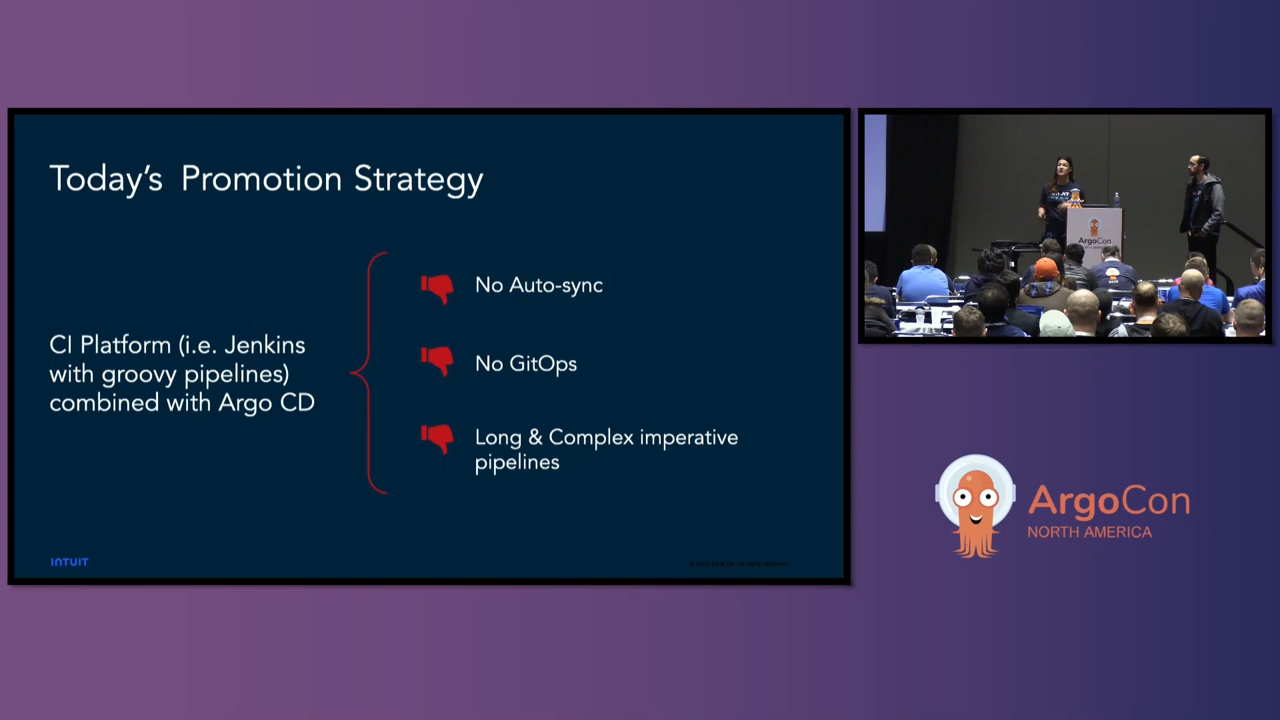 Today's Promotion Strategy
CI Platform (i.e. Jenkins
with groovy pipelines)
combined with Argo CD
No Auto-sync
No GitOps
Long & Complex imperative
pipelines
INTUIT
ArgoCon
ArgoCon
NORTH AMERICA